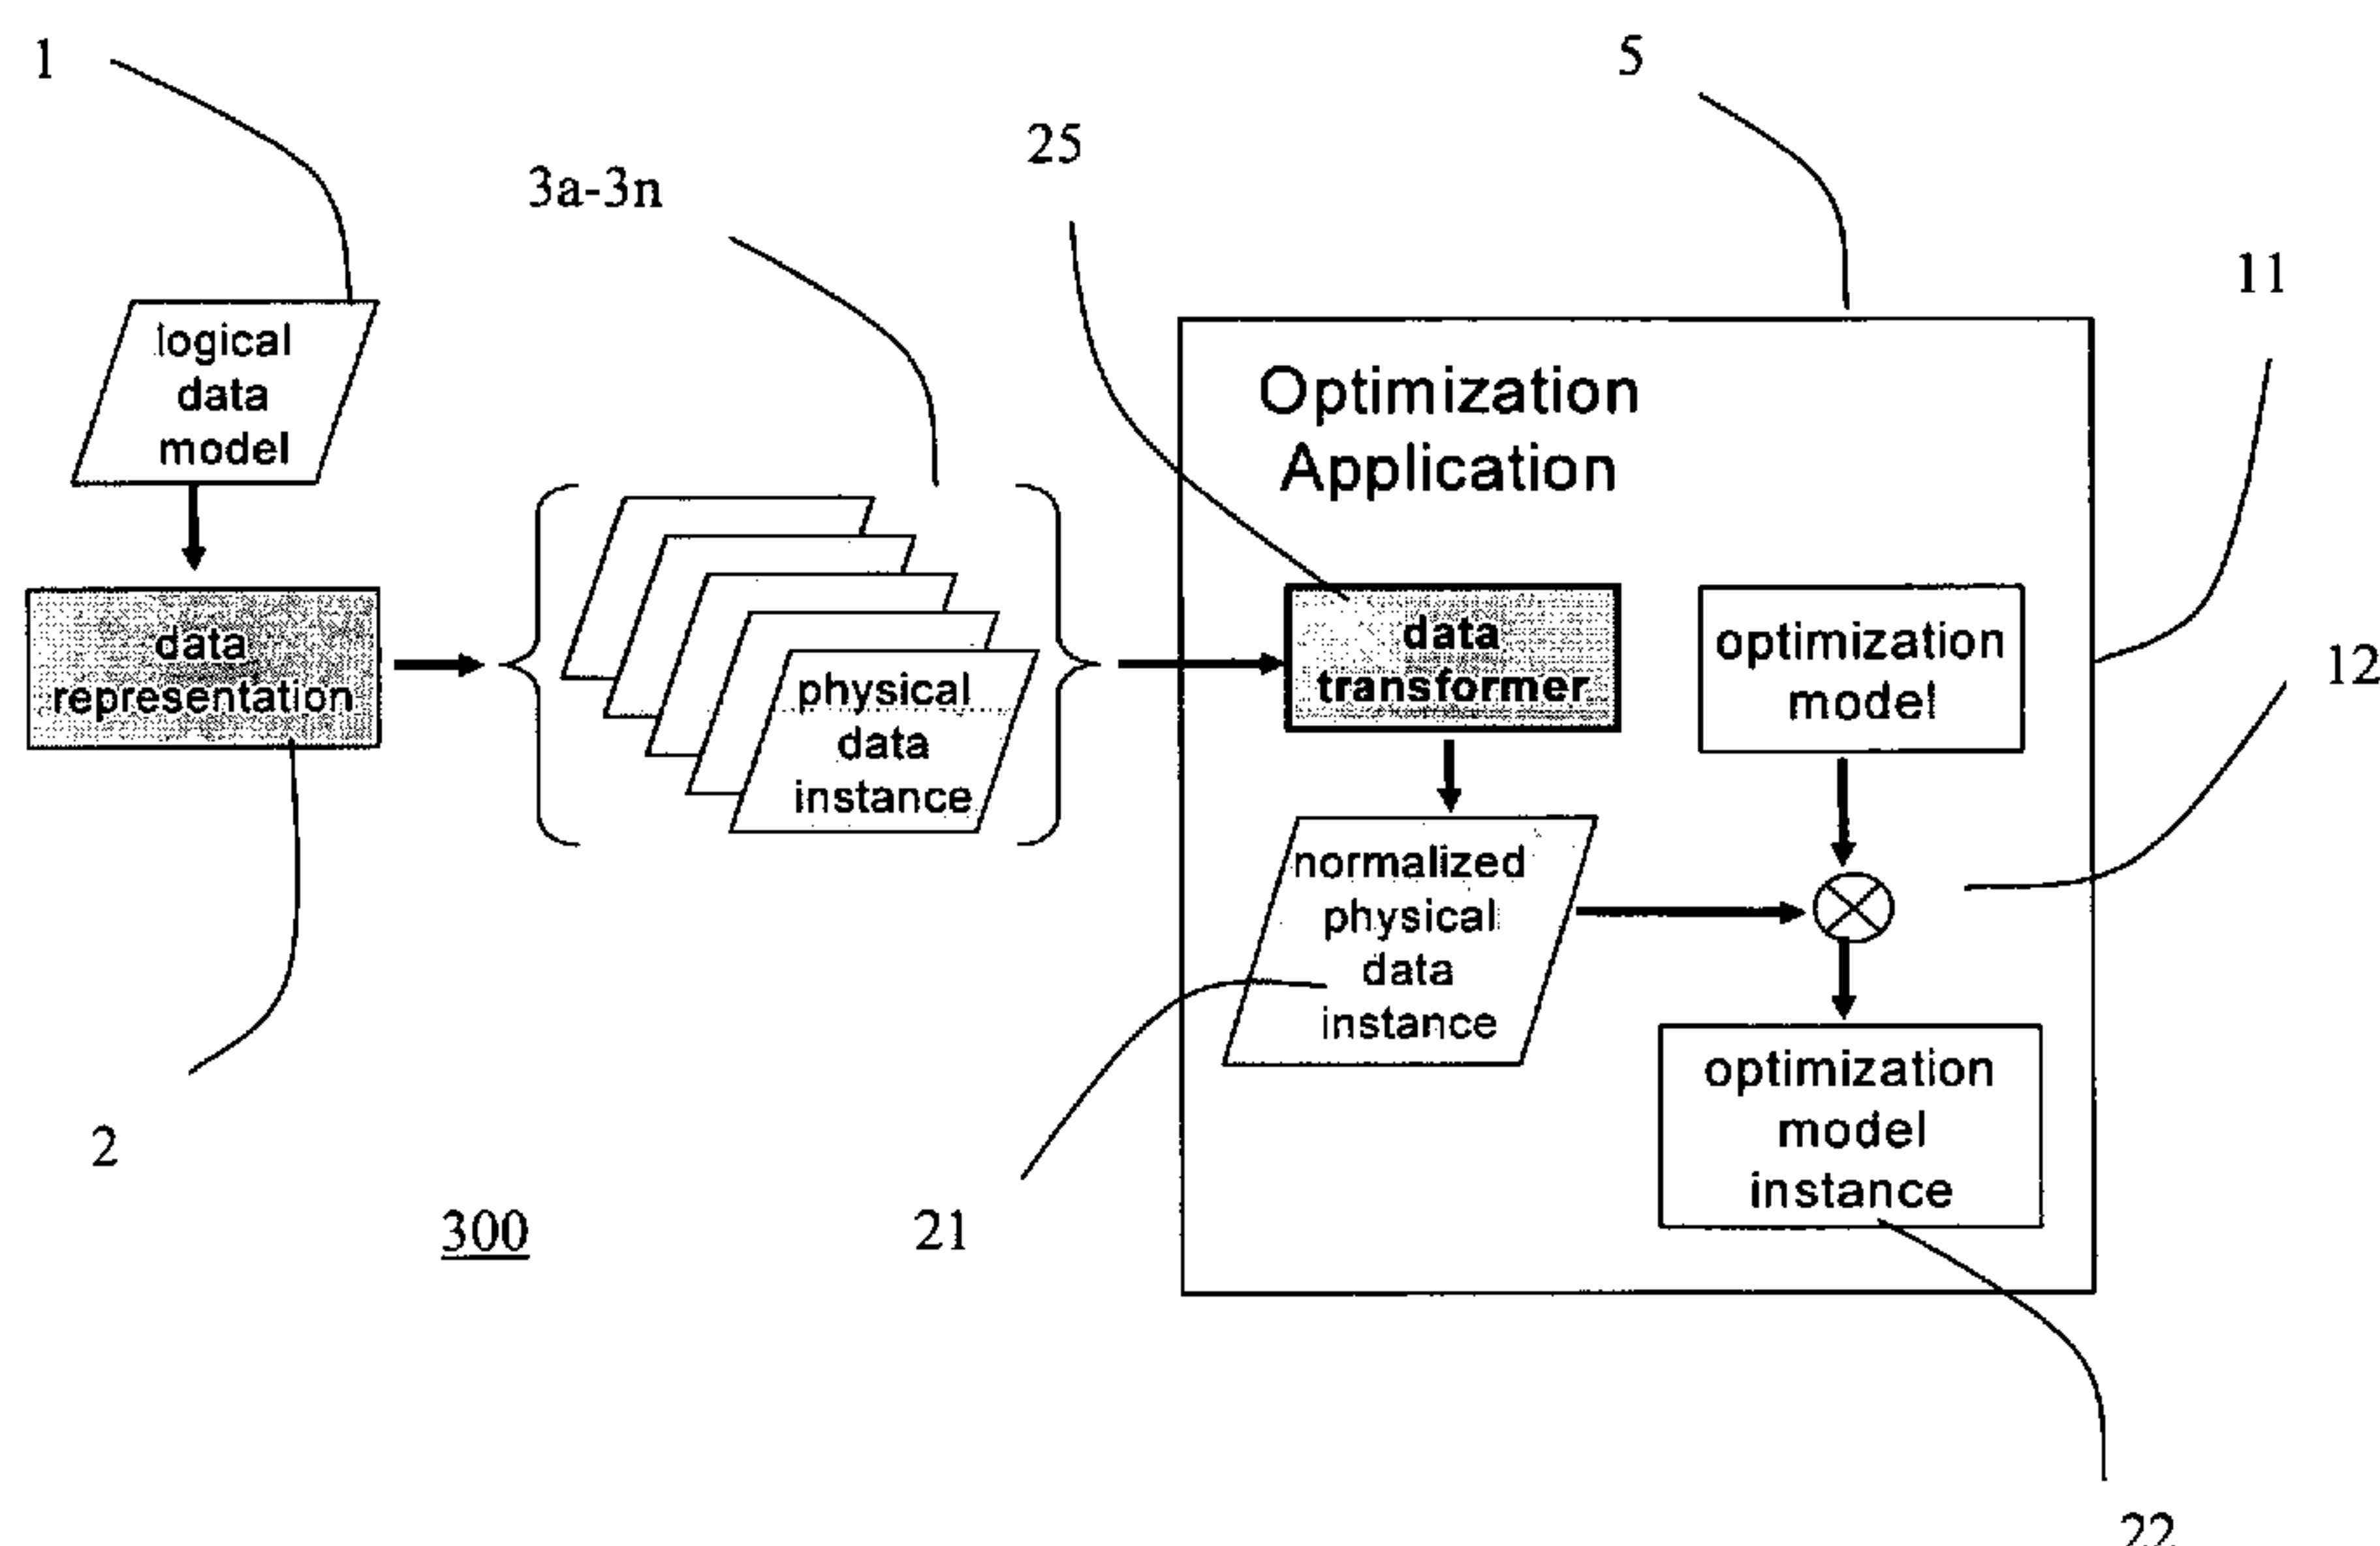 1
5
25
3a-3n
11
logical
data
model
Optimization
Application
data
representation
physical
data
instance
data
transformer
optimization
model
12
normalized
physical
data
instance
optimization
model
instance
2
300
21
22